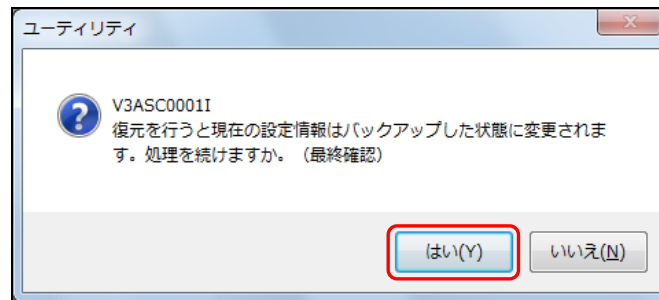 ユーティリティ
V3ASC0001I
復元を行うと現在の設定情報はバックアップした状態に変更されま
す。処理を続けますか。（最終確認）
はい(Y)
いいえ(N)